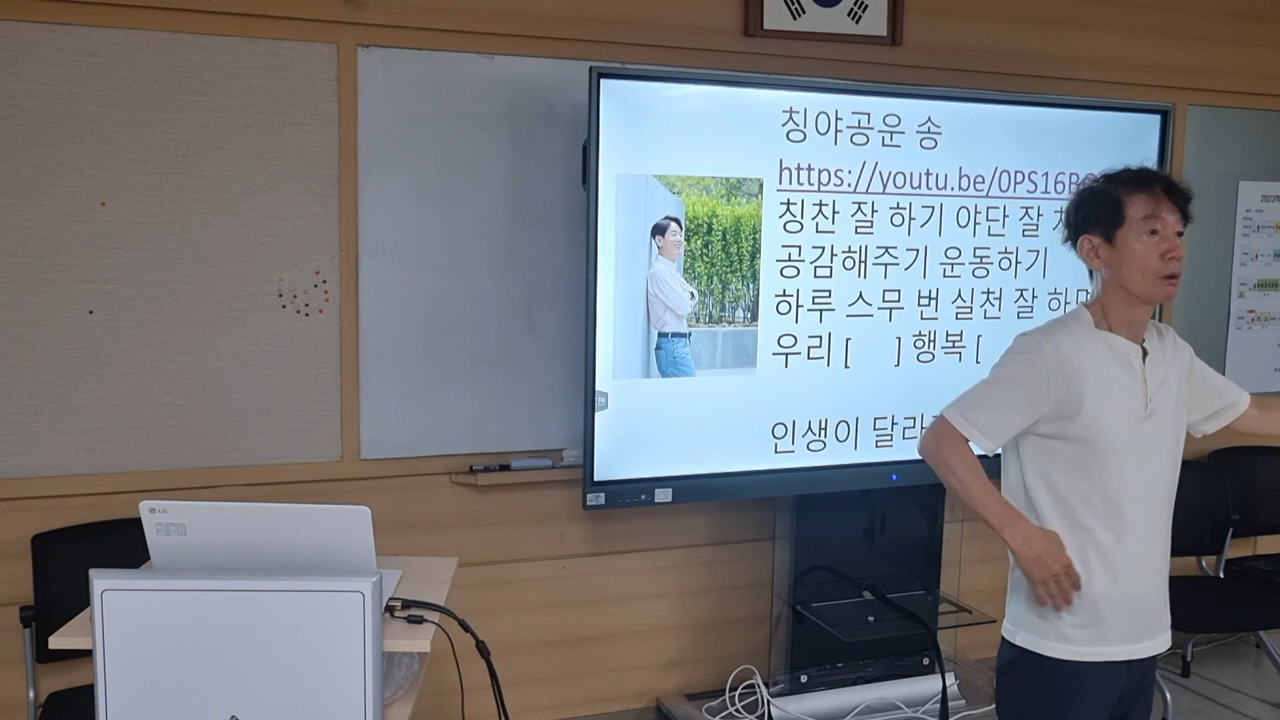 칭야공운 송
https://youtu.be/0PS16B
칭찬 잘 하기 야단 잘
공감해주기 운동하기
하루 스무 번 실천 잘 하면
우리 [ ] 행복 [
인생이 달라
LG